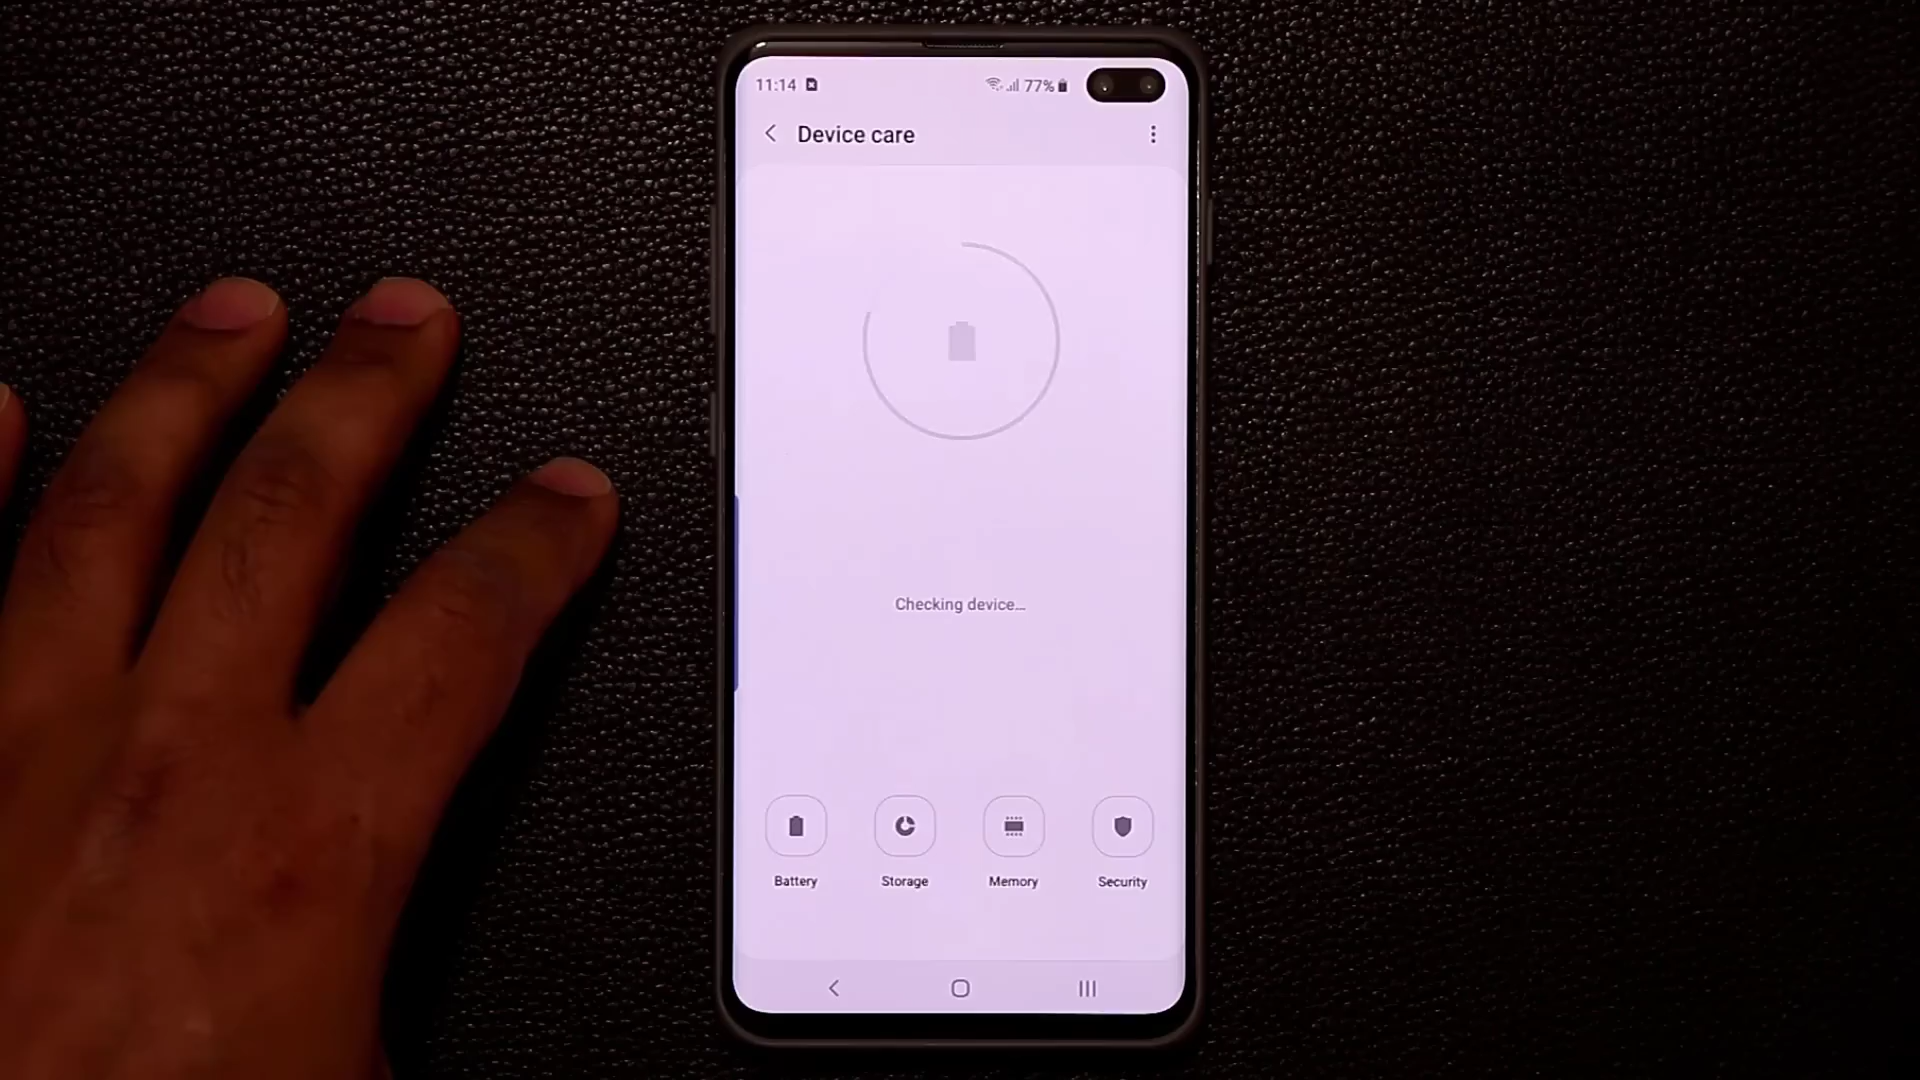 11:14 77%
Device care
Checking device...
Battery Storage Memory Security